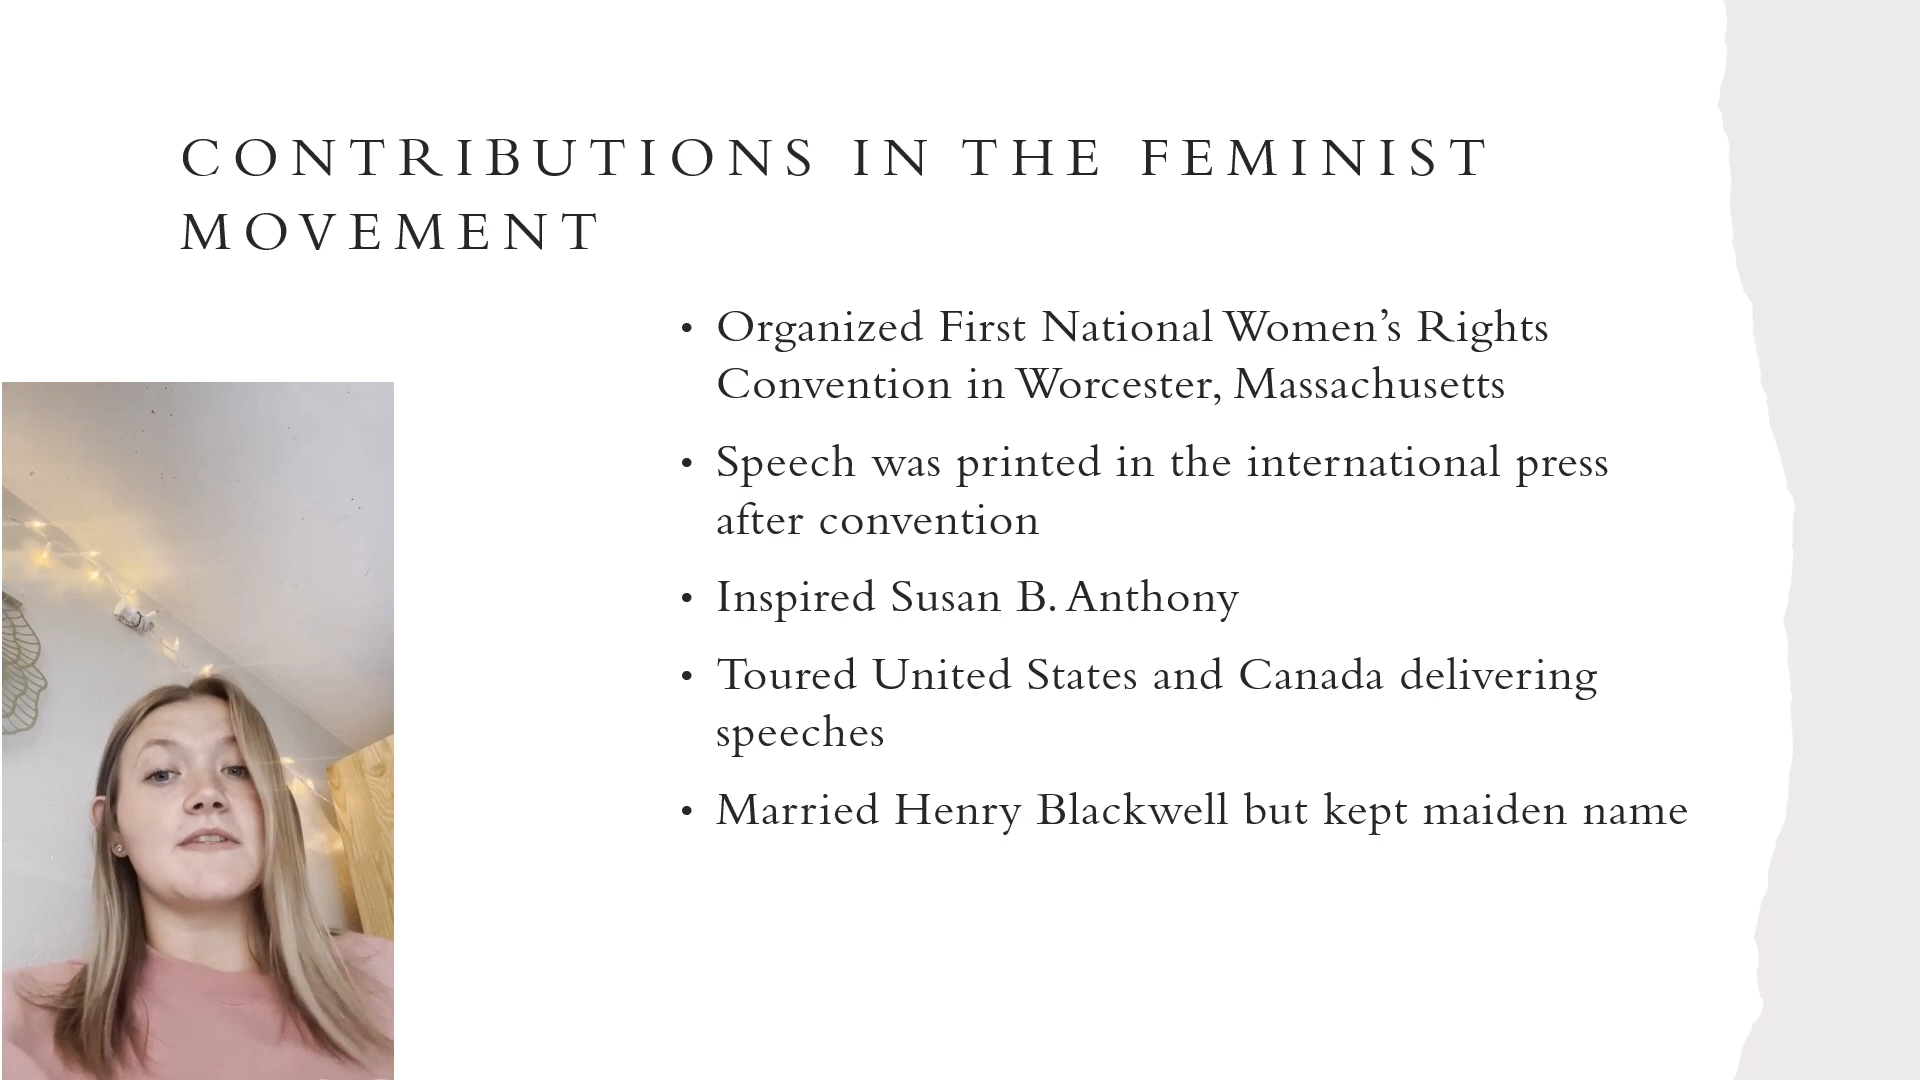 CONTRIBUTIONS IN THE FEMINIST
MOVEMENT
• Organized First National Women’s Rights
Convention in Worcester, Massachusetts
• Speech was printed in the international press
after convention
• Inspired Susan B. Anthony
• Toured United States and Canada delivering
speeches
• Married Henry Blackwell but kept maiden name